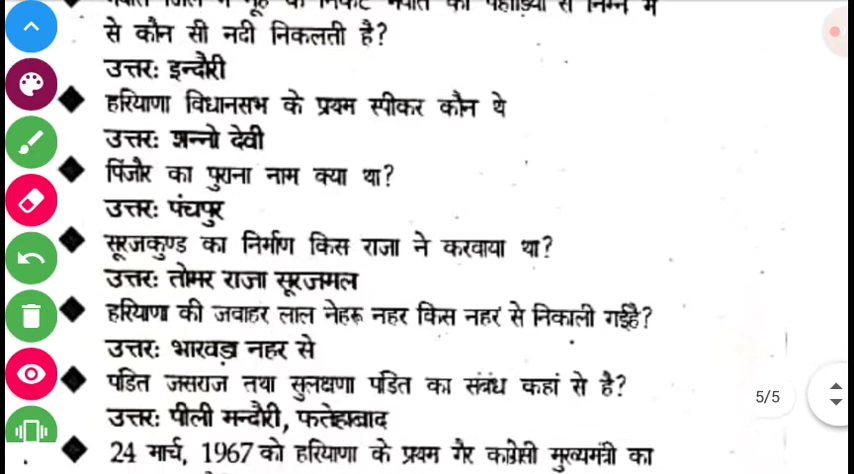 से कौन सी नदी निकलती है?
उत्तरः इन्दौरी
हरियाणा विधानसभ के प्रथम स्पीकर कौन थे
उत्तरः शन्नो देवी
पिंजौर का पुराना नाम क्या था?
उत्तरः पंचपुर
सूरजकुण्ड का निर्माण किस राजा ने करवाया था?
उत्तरः तोमर राजा सूरजमल
हरियाणा की जवाहर लाल नेहरू नहर किस नहर से निकाली गईहै?
उत्तरः भाखड़ा नहर से
पंडित जसराज तथा सुलक्षणा पंडित का संबंध कहां से है?
5/5
उत्तरः पीली मन्दौरी, फतेहाबाद
24 मार्च, 1967 को हरियाणा के प्रथम गैर कांग्रेसी मुख्यमंत्री का